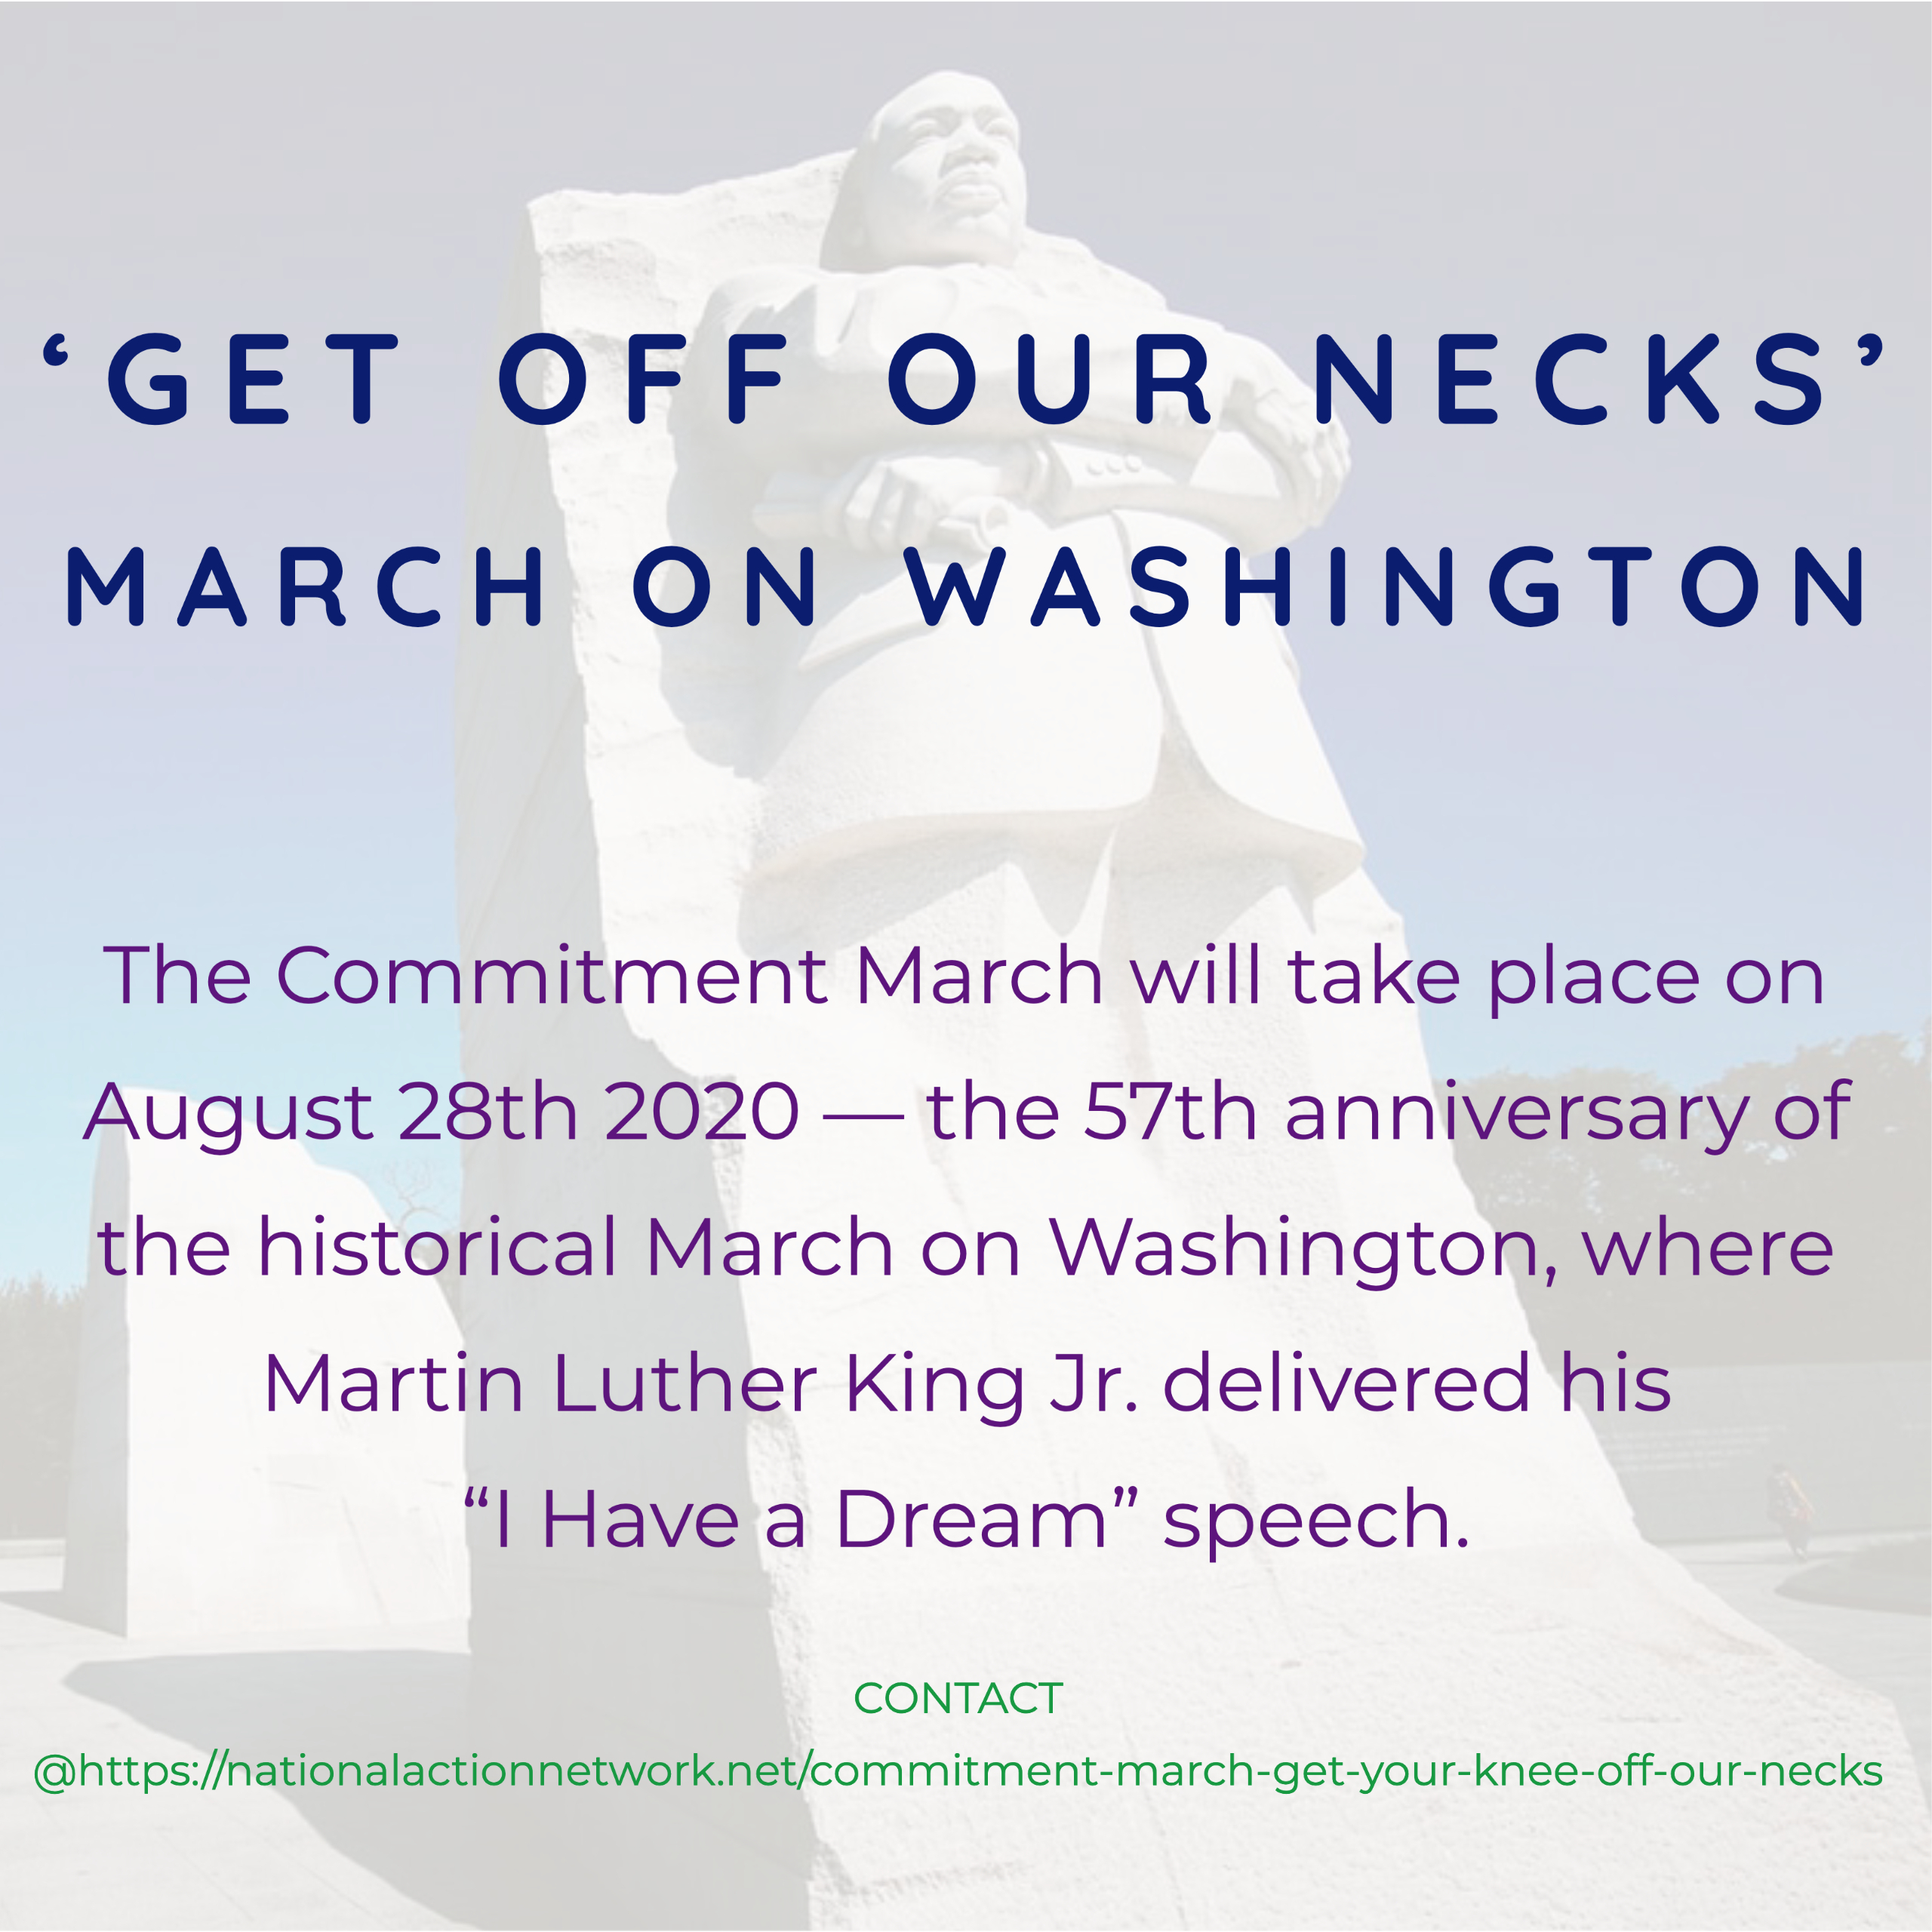 ‘GET OFF OUR NECKS’
MARCH ON WASHINGTON
The Commitment March will take place on
August 28th 2020 — the 57th anniversary of
the historical March on Washington, where
Martin Luther King Jr. delivered his
“I Have a Dream” speech.
CONTACT
@https://nationalactionnetwork.net/commitment-march-get-your-knee-off-our-necks